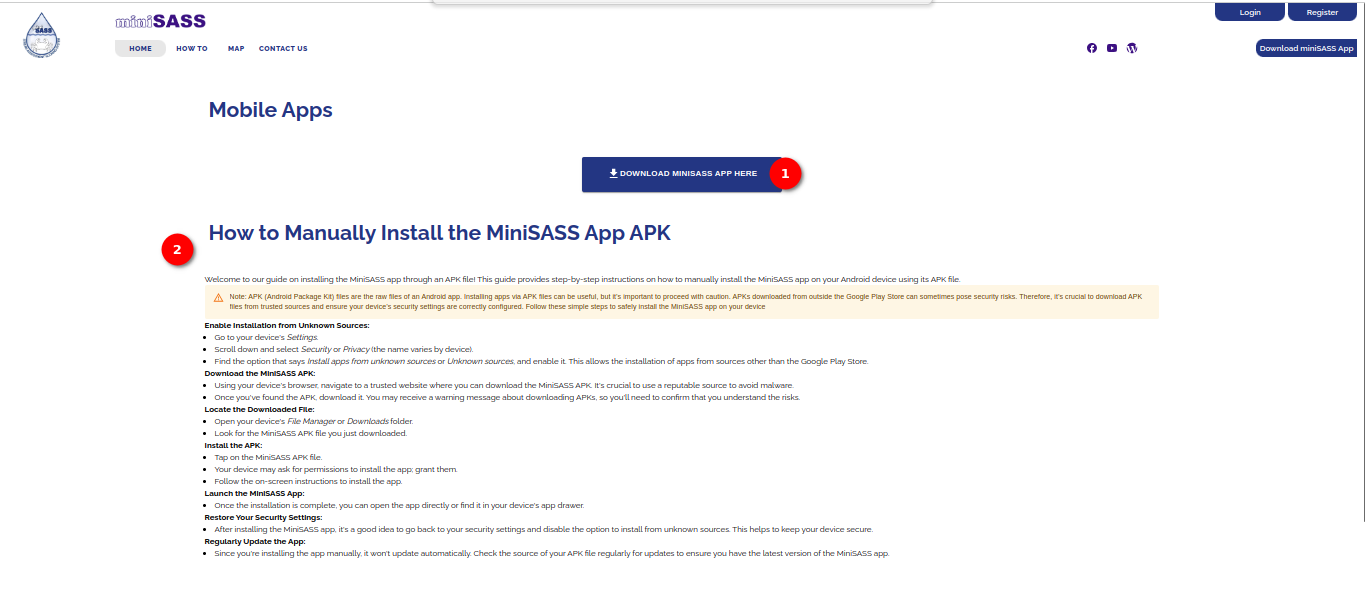 Login
Register
SASS
miniSASS
HOME
HOW TO
MAP
CONTACT US
Download miniSASS App
Mobile Apps
DOWNLOAD MINISASS APP HERE
1
How to Manually Install the MiniSASS App APK
2
Welcome to our guide on installing the MiniSASS app through an APK file! This guide provides step-by-step instructions on how to manually install the MiniSASS app on your Android device using its APK file.
Note: APK (Android Package Kit) files are the raw files of an Android app. Installing apps via APK files can be useful, but it's important to proceed with caution. APKs downloaded from outside the Google Play Store can sometimes pose security risks. Therefore, it's crucial to download APK
files from trusted sources and ensure your device's security settings are correctly configured. Follow these simple steps to safely install the MiniSASS app on your device
Enable Installation from Unknown Sources:
Go to your device's Settings.
Scroll down and select Security or Privacy (the name varies by device).
Find the option that says Install apps from unknown sources or Unknown sources, and enable it. This allows the installation of apps from sources other than the Google Play Store.
Download the MiniSASS APK:
Using your device's browser, navigate to a trusted website where you can download the MiniSASS APK. It's crucial to use a reputable source to avoid malware.
Once you've found the APK, download it. You may receive a warning message about downloading APKs, so you'll need to confirm that you understand the risks.
Locate the Downloaded File:
Open your device's File Manager or Downloads folder.
Look for the MiniSASS APK file you just downloaded.
Install the APK:
Tap on the MiniSASS APK file.
Your device may ask for permissions to install the app; grant them.
Follow the on-screen instructions to install the app.
Launch the MiniSASS App:
Once the installation is complete, you can open the app directly or find it in your device's app drawer.
Restore Your Security Settings:
After installing the MiniSASS app, it's a good idea to go back to your security settings and disable the option to install from unknown sources. This helps to keep your device secure.
Regularly Update the App:
Since you're installing the app manually, it won't update automatically. Check the source of your APK file regularly for updates to ensure you have the latest version of the MiniSASS app.